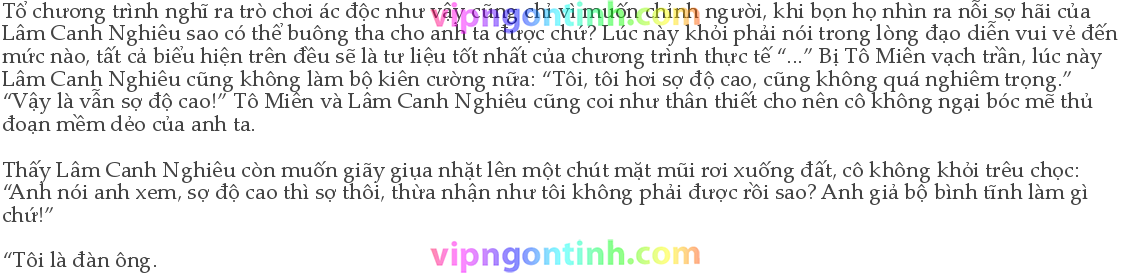 Tổ chương trình nghĩ ra trò chơi ác độc như vậy cũng chỉ vì muốn chỉnh người, khi bọn họ nhìn ra nỗi sợ hãi của
vipngontinh.com
Lâm Canh Nghiêu sao có thể buông tha cho anh ta được chứ? Lúc này khỏi phải nói trong lòng đạo diễn vui vẻ đến
mức nào, tất cả biểu hiện trên đều sẽ là tư liệu tốt nhất của chương trình thực tế “...” Bị Tô Miên vạch trần, lúc này
Lâm Canh Nghiêu cũng không làm bộ kiên cường nữa: “Tôi, tôi hơi sợ độ cao, cũng không quá nghiêm trọng.”
“Vậy là vẫn sợ độ cao!” Tô Miên và Lâm Canh Nghiêu cũng coi như thân thiết cho nên cô không ngại bóc mẽ thủ
đoạn mềm dẻo của anh ta.
Thấy Lâm Canh Nghiêu còn muốn giãy giụa nhặt lên một chút mặt mũi rơi xuống đất, cô không khỏi trêu chọc:
“Anh nói anh xem, sợ độ cao thì sợ thôi, thừa nhận như tôi không phải được rồi sao? Anh giả bộ bình tĩnh làm gì
chứ!”
“Tôi là đàn ông.
vipngontinh.com